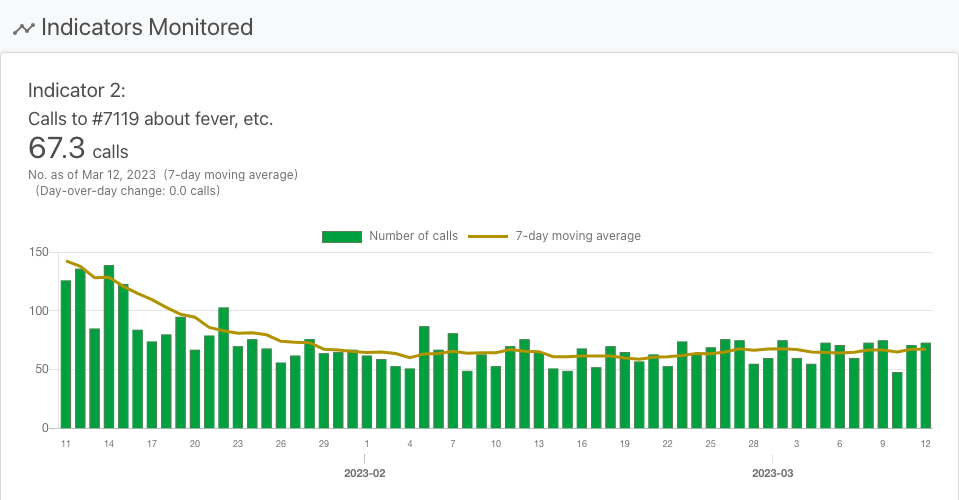 Indicators Monitored
Indicator 2:
Calls to #7119 about fever, etc.
67.3 calls
No. as of Mar 12, 2023 (7-day moving average)
(Day-over-day change: 0.0 calls)
Number of calls 7-day moving average
150
100
50
0
11 14 17 20 23 26 29 1 4 7 10 13 16 19 22 25 28 3 6 9 12
2023-02 2023-03